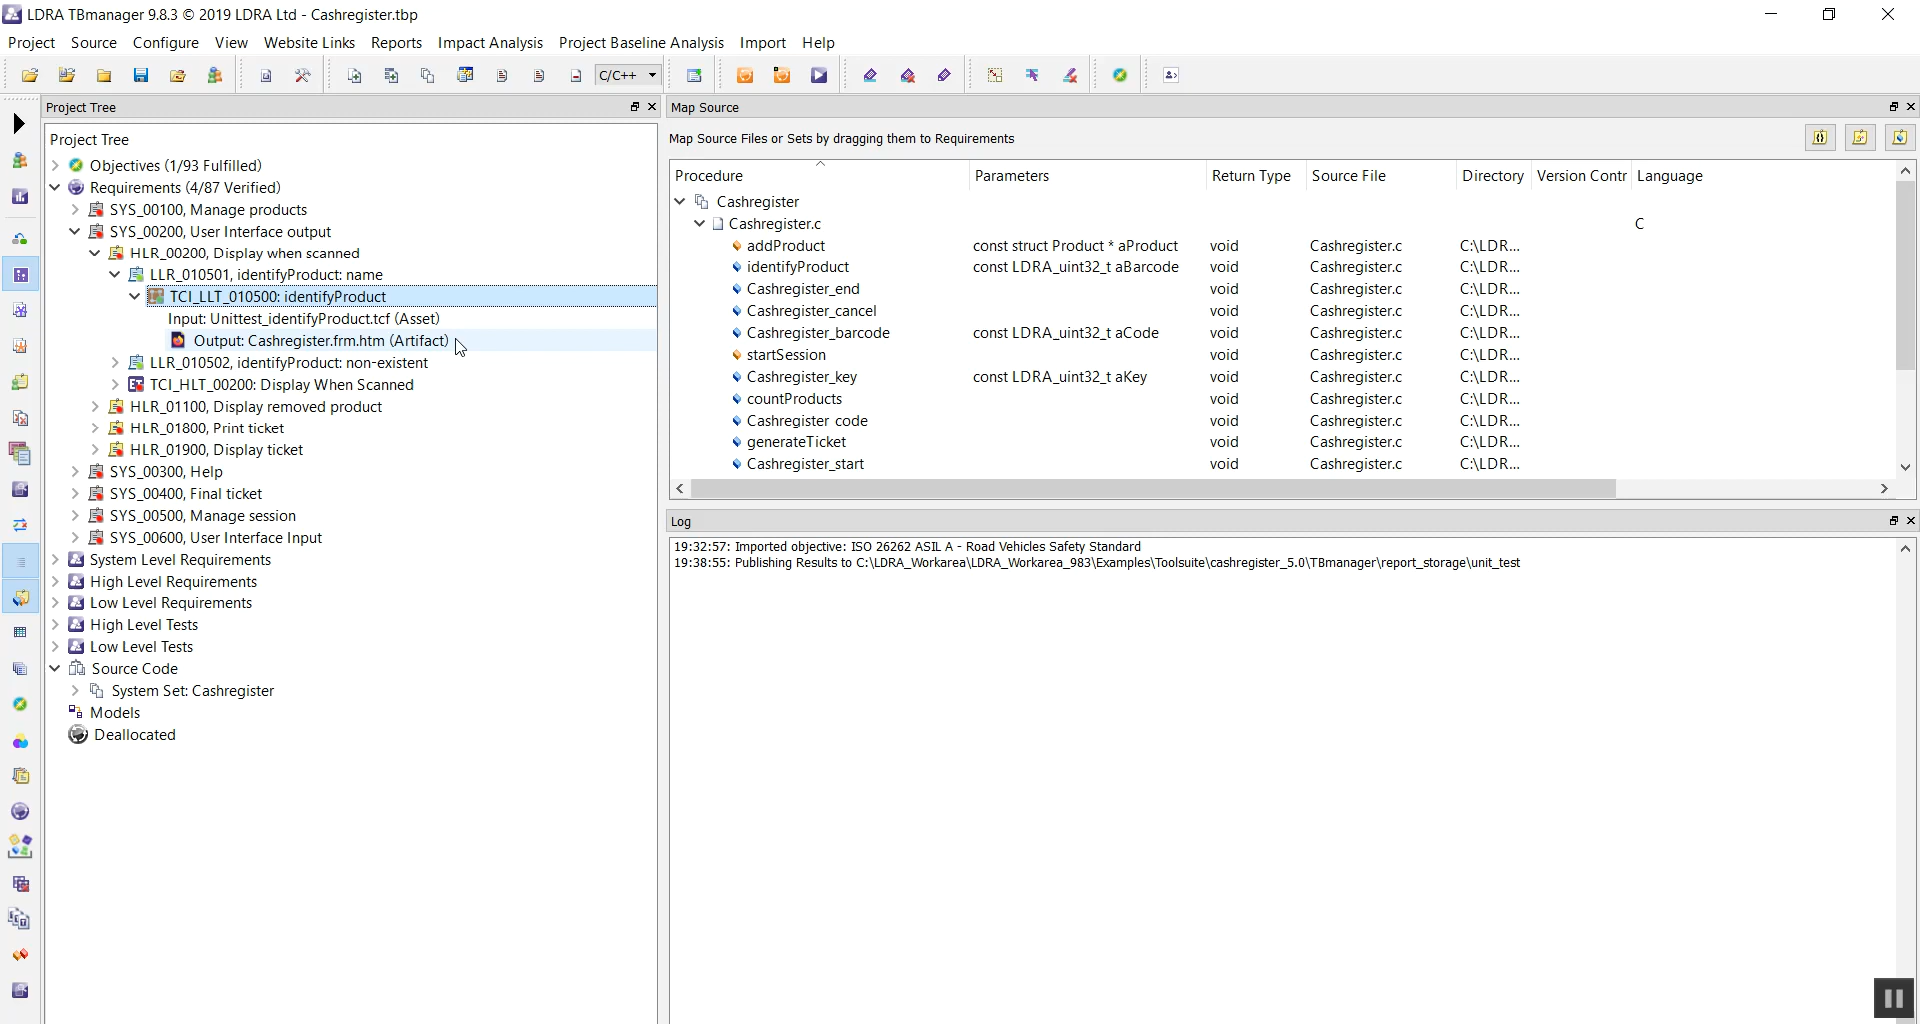 LDRA TBmanager 9.8.3 © 2019 LDRA Ltd - Cashregister.tbp
Project Source Configure View Website Links Reports Impact Analysis Project Baseline Analysis Import Help
C/C++
Project Tree
Project Tree
Objectives (1/93 Fulfilled)
Requirements (4/87 Verified)
SYS_00100, Manage products
SYS_00200, User Interface output
HLR_00200, Display when scanned
LLR_010501, identifyProduct: name
TCI_LLT_010500: identifyProduct
Input: Unittest_identifyProduct.tcf (Asset)
Output: Cashregister.frm.htm (Artifact)
LLR_010502, identifyProduct: non-existent
TCI_HLT_00200: Display When Scanned
HLR_01100, Display removed product
HLR_01800, Print ticket
HLR_01900, Display ticket
SYS_00300, Help
SYS_00400, Final ticket
SYS_00500, Manage session
SYS_00600, User Interface Input
System Level Requirements
High Level Requirements
Low Level Requirements
High Level Tests
Low Level Tests
Source Code
System Set: Cashregister
Models
Deallocated
Map Source
Map Source Files or Sets by dragging them to Requirements
Procedure Parameters Return Type Source File Directory Version Contr Language
Cashregister
Cashregister.c C
addProduct const struct Product * aProduct void Cashregister.c C:\LDR...
identifyProduct const LDRA_uint32_t aBarcode void Cashregister.c C:\LDR...
Cashregister_end void Cashregister.c C:\LDR...
Cashregister_cancel void Cashregister.c C:\LDR...
Cashregister_barcode const LDRA_uint32_t aCode void Cashregister.c C:\LDR...
startSession void Cashregister.c C:\LDR...
Cashregister_key const LDRA_uint32_t aKey void Cashregister.c C:\LDR...
countProducts void Cashregister.c C:\LDR...
Cashregister_code void Cashregister.c C:\LDR...
generateTicket void Cashregister.c C:\LDR...
Cashregister_start void Cashregister.c C:\LDR...
Log
19:32:57: Imported objective: ISO 26262 ASIL A - Road Vehicles Safety Standard
19:38:55: Publishing Results to C:\LDRA_Workarea\LDRA_Workarea_983\Examples\Toolsuite\cashregister_5.0\TBmanager\report_storage\unit_test